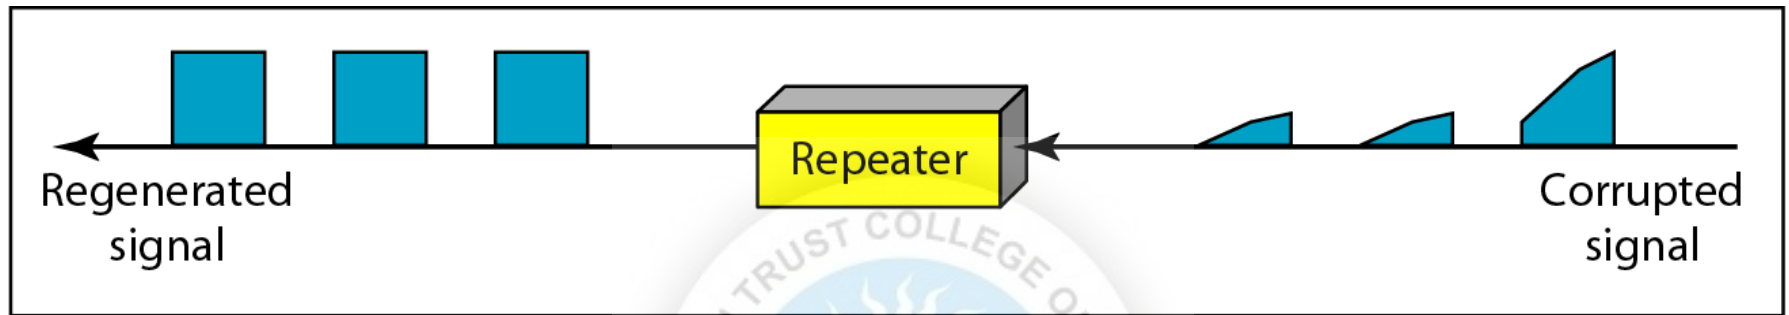 Regenerated
signal
Repeater
Corrupted
signal
TRUST COLLEGE